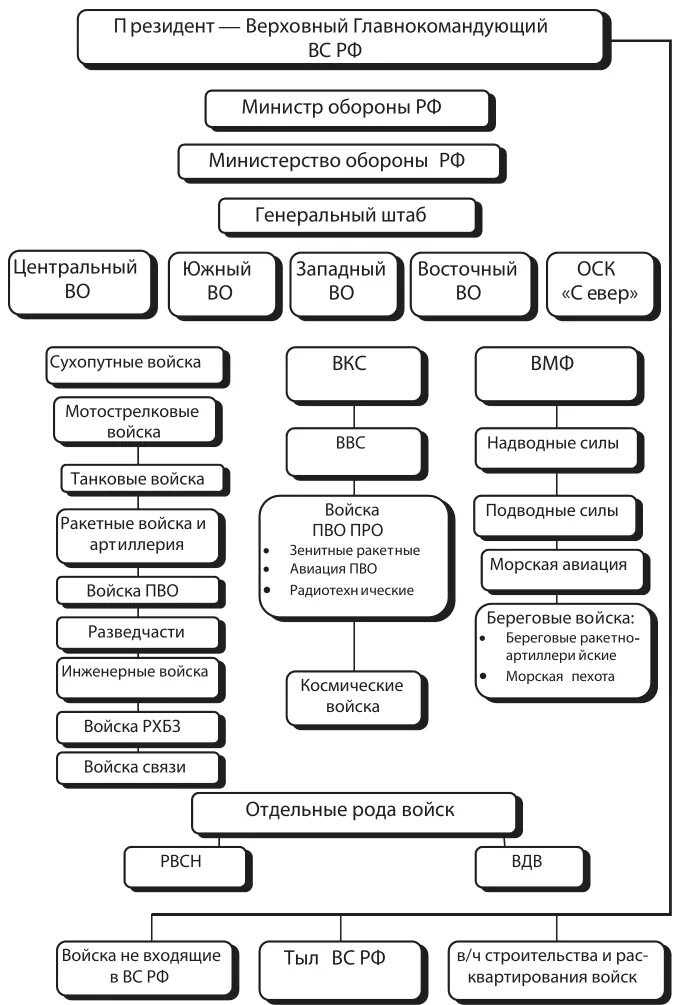 Президент — Верховный Главнокомандующий
ВС РФ
Министр обороны РФ
Министерство обороны РФ
Генеральный штаб
Центральный
ВО
Южный
ВО
Западный
ВО
Восточный
ВО
ОСК
«С евер»
Сухопутные войска
Мотострелковые
войска
Танковые войска
Ракетные войска и
артиллерия
Войска ПВО
Разведчасти
Инженерные войска
Войска РХБЗ
Войска связи
ВКС
ВВС
Войска
ПВО ПРО
• Зенитные ракетные
• Авиация ПВО
• Радиотехн ические
Космические
войска
ВМФ
Надводные силы
Подводные силы
Морская авиация
Береговые войска:
• Береговые ракетно-
артиллери йские
• Морская пехота
Отдельные рода войск
РВСН
ВДВ
Войска не входящие
в ВС РФ
Тыл ВС РФ
в/ч строительства и рас-
квартирования войск